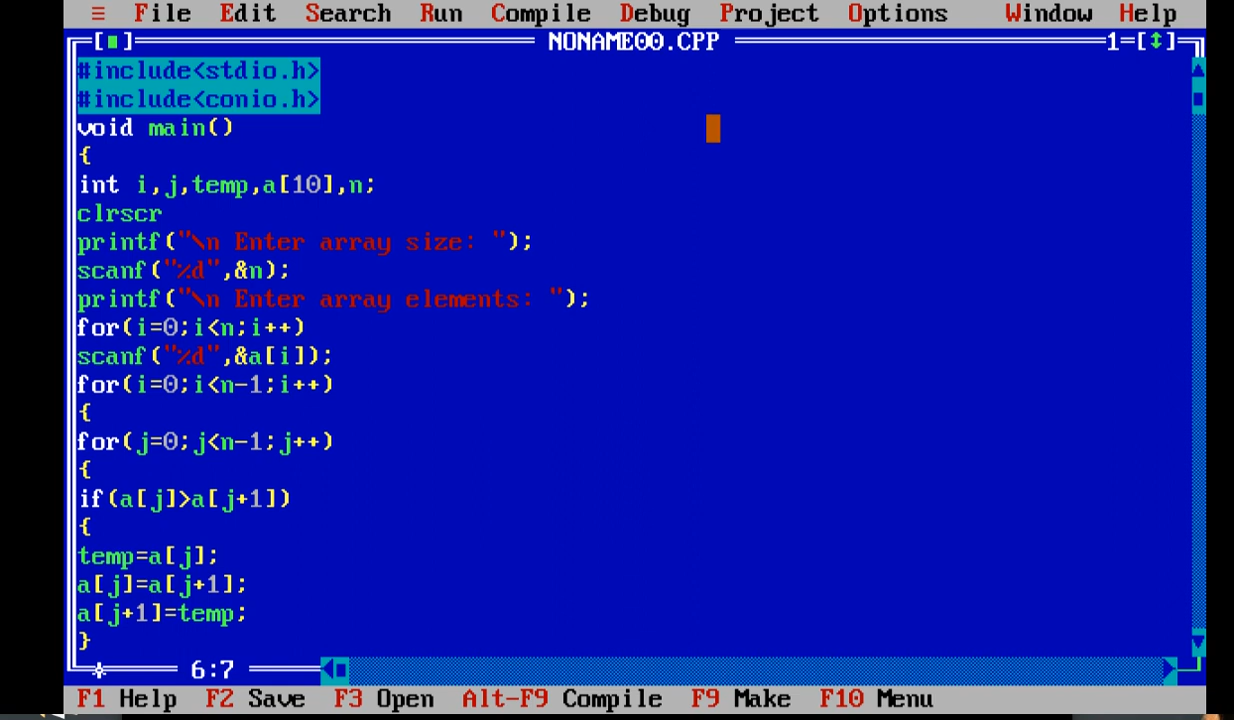 ≡ File Edit Search Run Compile Debug Project Options Window Help
[■] NONAME00.CPP 1=[↕]
#include<stdio.h>
#include<conio.h>
void main()
{
int i,j,temp,a[10],n;
clrscr
printf("\n Enter array size: ");
scanf("%d",&n);
printf("\n Enter array elements: ");
for(i=0;i<n;i++)
scanf("%d",&a[i]);
for(i=0;i<n-1;i++)
{
for(j=0;j<n-1;j++)
{
if(a[j]>a[j+1])
{
temp=a[j];
a[j]=a[j+1];
a[j+1]=temp;
}
6:7
F1 Help F2 Save F3 Open Alt-F9 Compile F9 Make F10 Menu